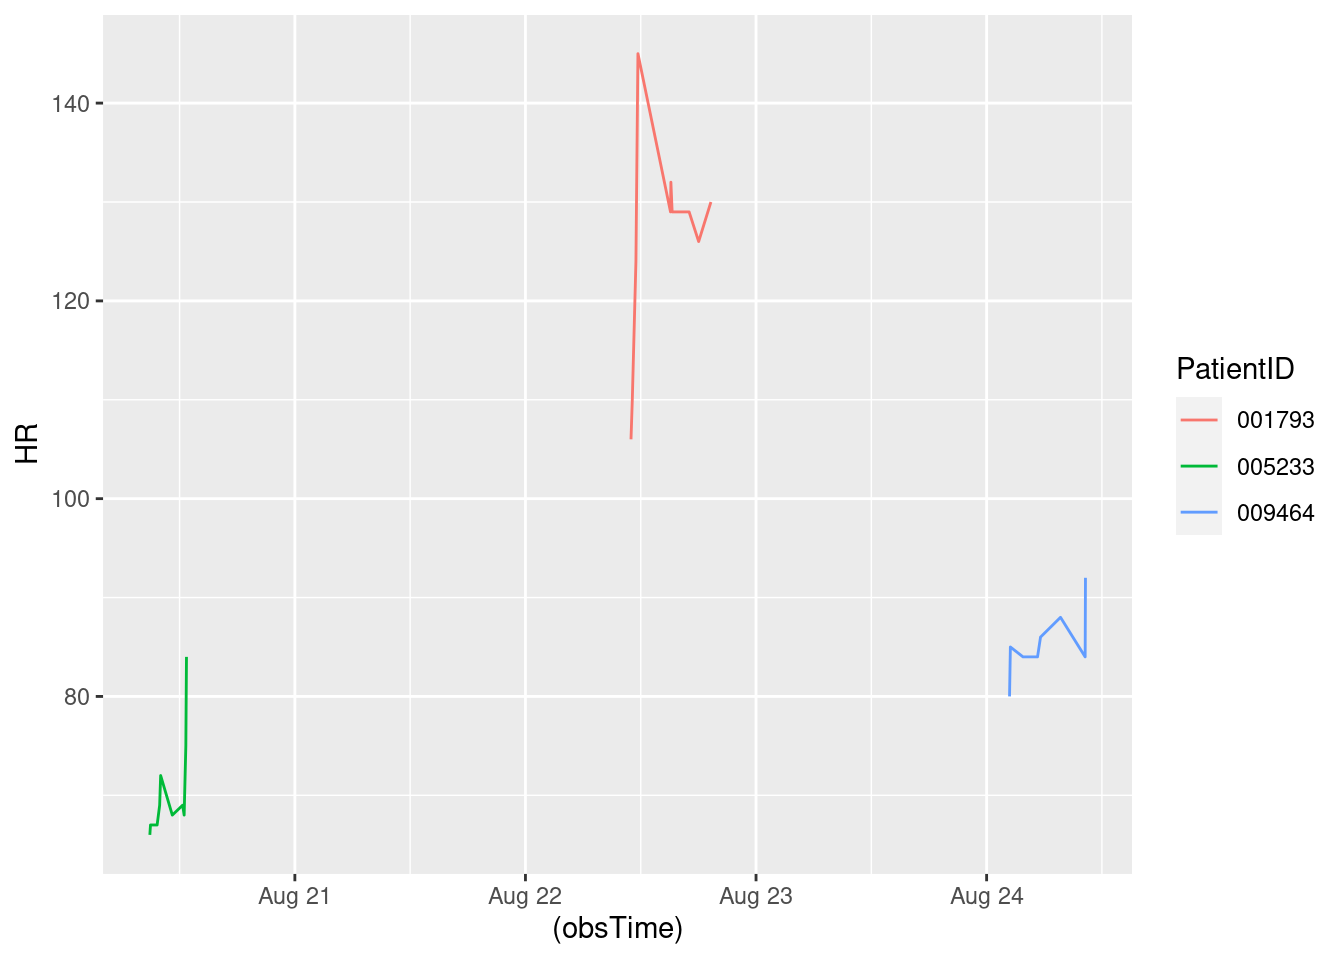 140
120
100
80
HR
Aug 21
Aug 22
Aug 23
Aug 24
(obsTime)
PatientID
001793
005233
009464